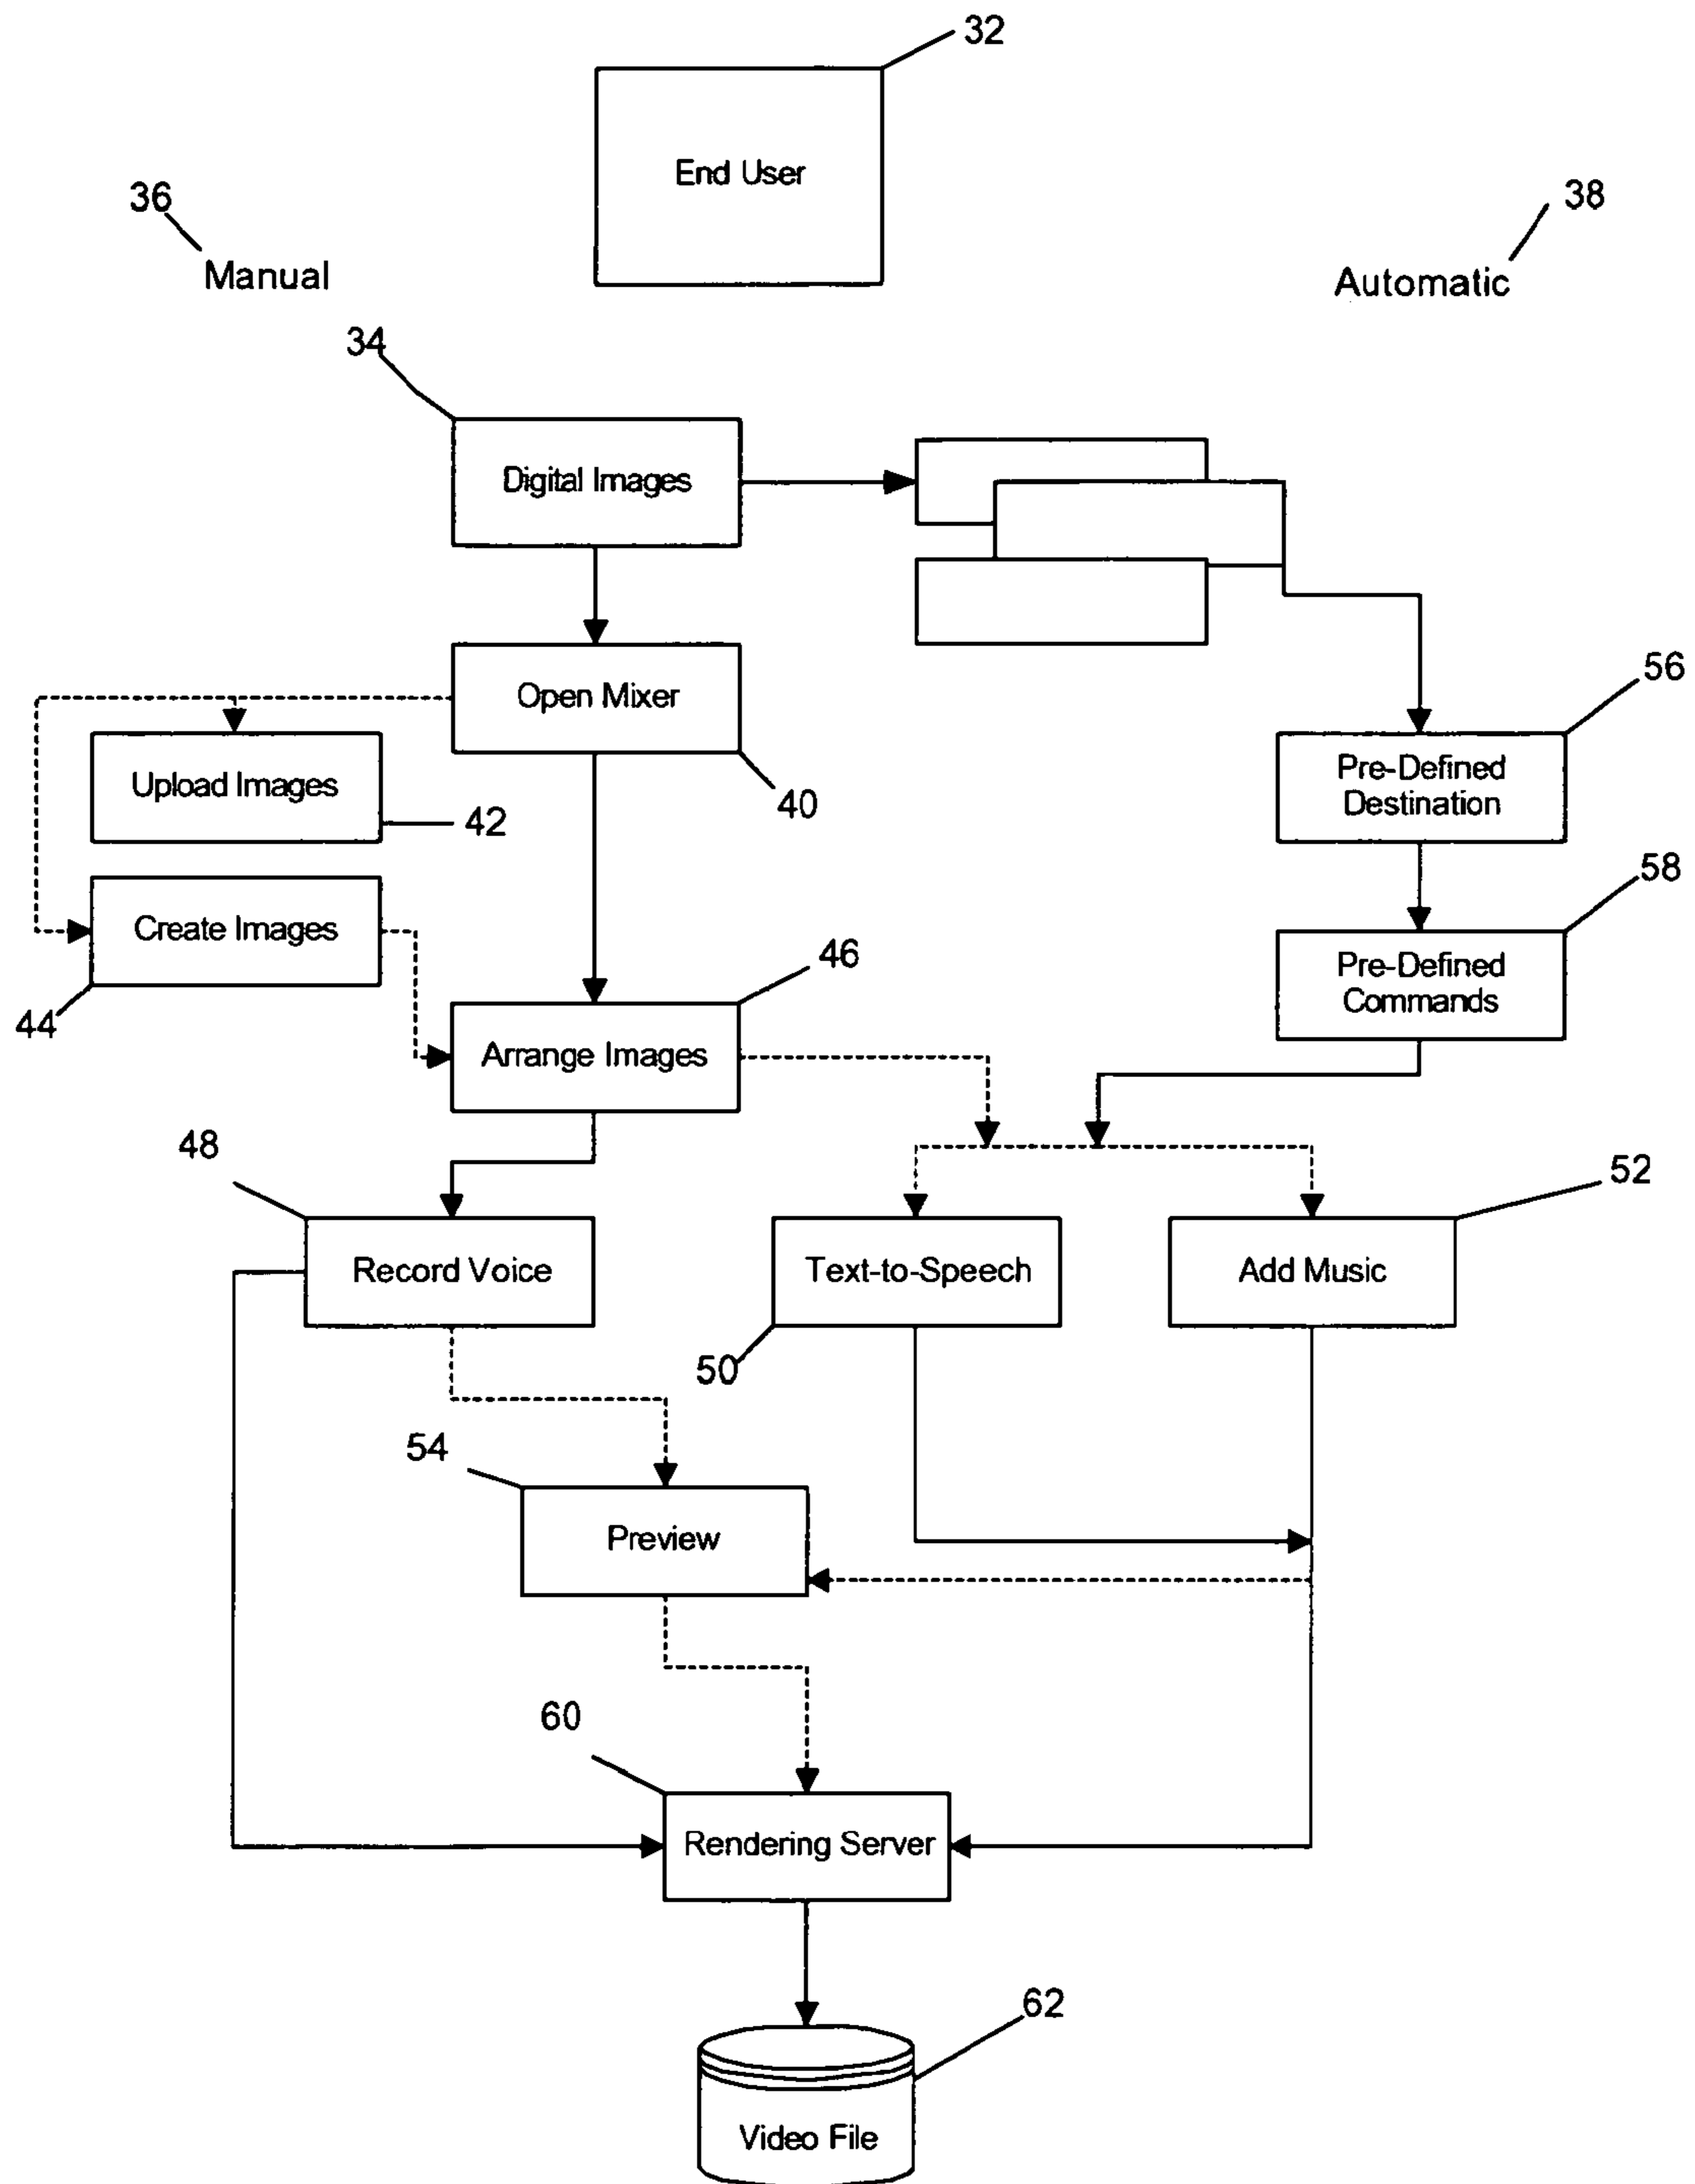 32
End User
36
Manual
38
Automatic
34
Digital Images
Open Mixer
40
56
Pre-Defined
Destination
Upload Images
42
58
Pre-Defined
Commands
Create Images
44
46
Arrange Images
48
Record Voice
Text-to-Speech
50
52
Add Music
54
Preview
60
Rendering Server
62
Video File